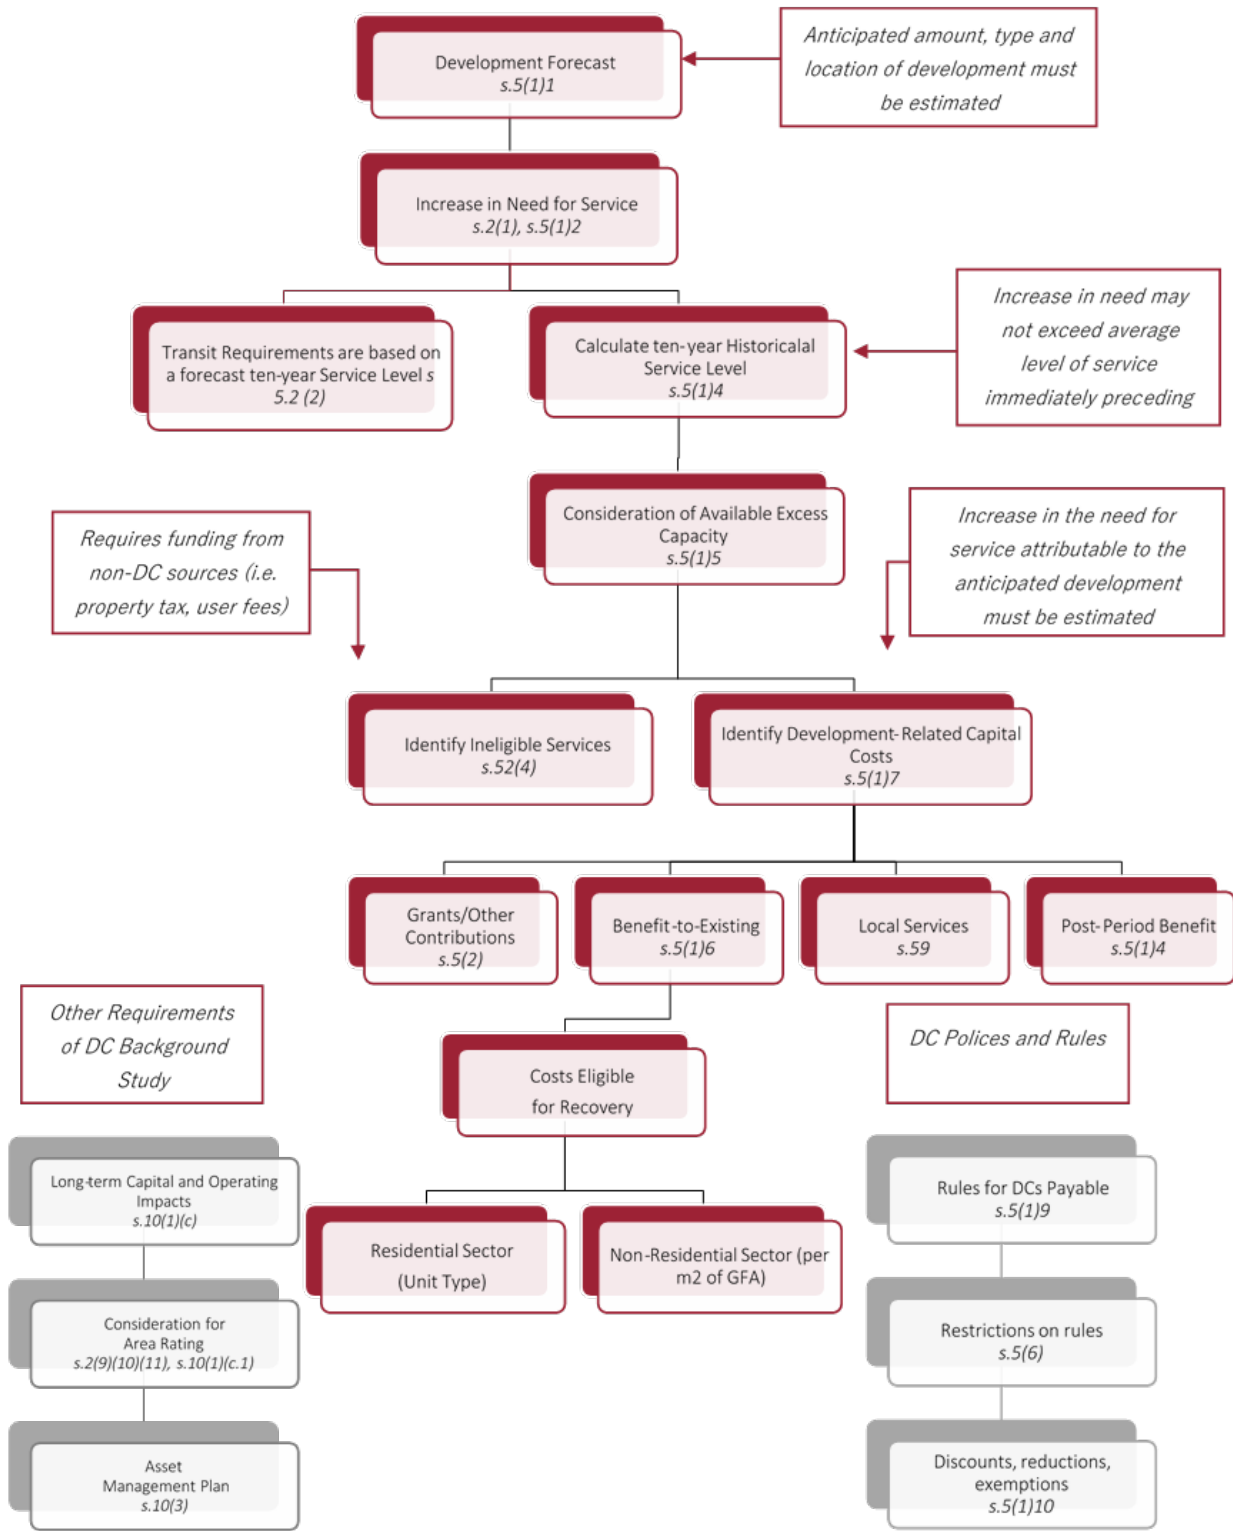 Development Forecast
s.5(1)1
Anticipated amount, type and
location of development must
be estimated
Increase in Need for Service
s.2(1), s.5(1)2
Transit Requirements are based on
a forecast ten-year Service Level s
5.2 (2)
Calculate ten-year Historicalal
Service Level
s.5(1)4
Increase in need may
not exceed average
level of service
immediately preceding
Consideration of Available Excess
Capacity
s.5(1)5
Requires funding from
non-DC sources (i.e.
property tax, user fees)
Increase in the need for
service attributable to the
anticipated development
must be estimated
Identify Ineligible Services
s.52(4)
Identify Development-Related Capital
Costs
s.5(1)7
Grants/Other
Contributions
s.5(2)
Benefit-to-Existing
s.5(1)6
Local Services
s.59
Post-Period Benefit
s.5(1)4
Other Requirements
of DC Background
Study
DC Polices and Rules
Costs Eligible
for Recovery
Long-term Capital and Operating
Impacts
s.10(1)(c)
Rules for DCs Payable
s.5(1)9
Residential Sector
(Unit Type)
Non-Residential Sector (per
m2 of GFA)
Consideration for
Area Rating
s.2(9)(10)(11), s.10(1)(c.1)
Restrictions on rules
s.5(6)
Asset
Management Plan
s.10(3)
Discounts, reductions,
exemptions
s.5(1)10